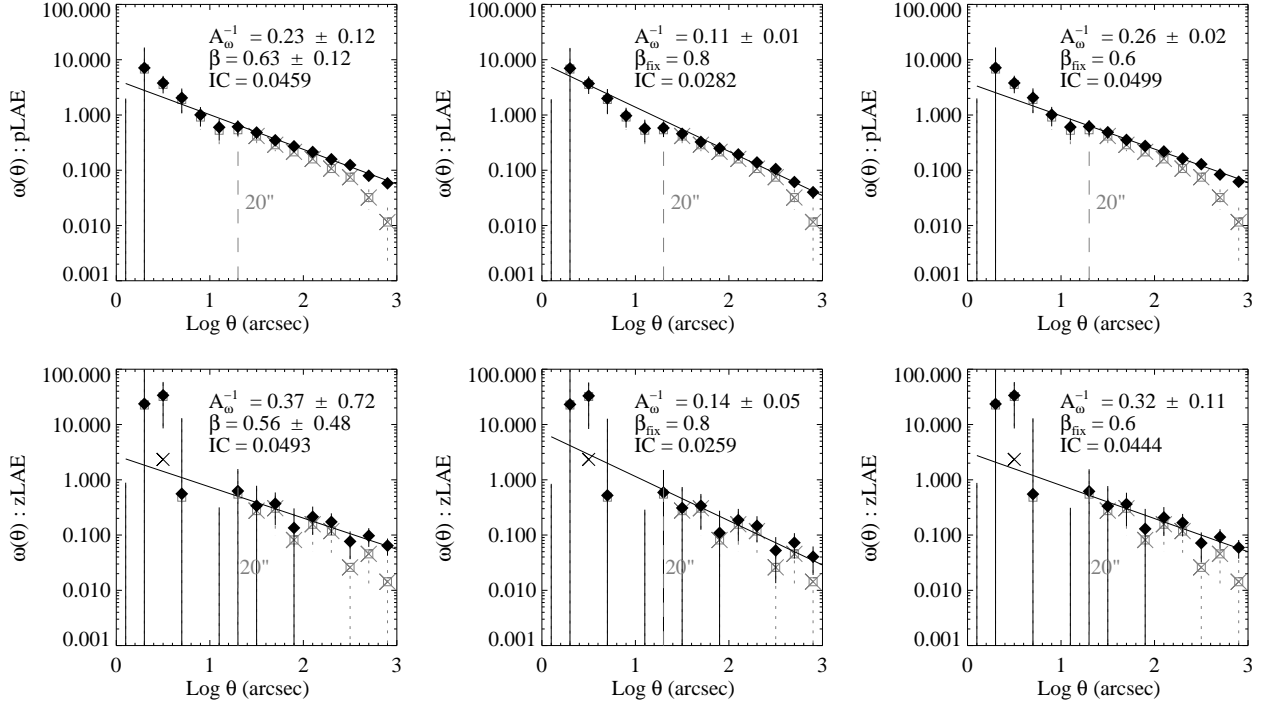 A_ω^{-1} = 0.23 ± 0.12
β = 0.63 ± 0.12
IC = 0.0459
20"
100.000
10.000
1.000
0.100
0.010
0.001
0 1 2 3
Log θ (arcsec)
ω(θ) : pLAE
A_ω^{-1} = 0.11 ± 0.01
β_{fix} = 0.8
IC = 0.0282
20"
100.000
10.000
1.000
0.100
0.010
0.001
0 1 2 3
Log θ (arcsec)
ω(θ) : pLAE
A_ω^{-1} = 0.26 ± 0.02
β_{fix} = 0.6
IC = 0.0499
20"
100.000
10.000
1.000
0.100
0.010
0.001
0 1 2 3
Log θ (arcsec)
ω(θ) : pLAE
A_ω^{-1} = 0.37 ± 0.72
β = 0.56 ± 0.48
IC = 0.0493
20"
100.000
10.000
1.000
0.100
0.010
0.001
0 1 2 3
Log θ (arcsec)
ω(θ) : zLAE
A_ω^{-1} = 0.14 ± 0.05
β_{fix} = 0.8
IC = 0.0259
20"
100.000
10.000
1.000
0.100
0.010
0.001
0 1 2 3
Log θ (arcsec)
ω(θ) : zLAE
A_ω^{-1} = 0.32 ± 0.11
β_{fix} = 0.6
IC = 0.0444
20"
100.000
10.000
1.000
0.100
0.010
0.001
0 1 2 3
Log θ (arcsec)
ω(θ) : zLAE